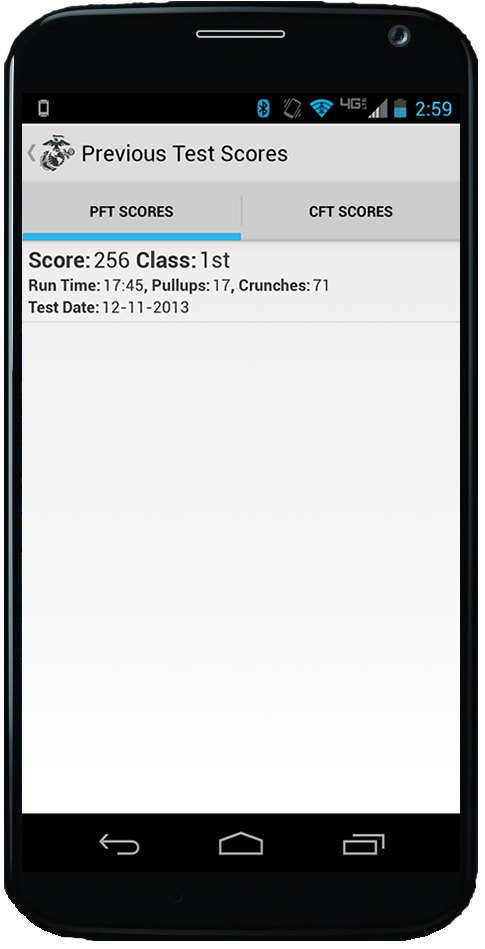 4G 2:59
Previous Test Scores
PFT SCORES CFT SCORES
Score: 256 Class: 1st
Run Time: 17:45, Pullups: 17, Crunches: 71
Test Date: 12-11-2013